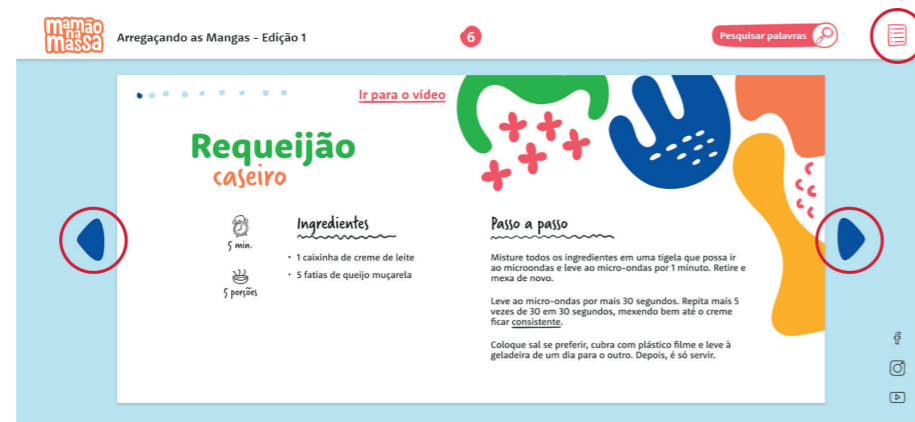 mamão
na
massa
Arregaçando as Mangas - Edição 1
6
Pesquisar palavras
Ir para o vídeo
Requeijão
caseiro
5 min.
5 porções
Ingredientes
• 1 caixinha de creme de leite
• 5 fatias de queijo muçarela
Passo a passo
Misture todos os ingredientes em uma tigela que possa ir
ao microondas e leve ao micro-ondas por 1 minuto. Retire e
mexa de novo.
Leve ao micro-ondas por mais 30 segundos. Repita mais 5
vezes de 30 em 30 segundos, mexendo bem até o creme
ficar consistente.
Coloque sal se preferir, cubra com plástico filme e leve à
geladeira de um dia para o outro. Depois, é só servir.